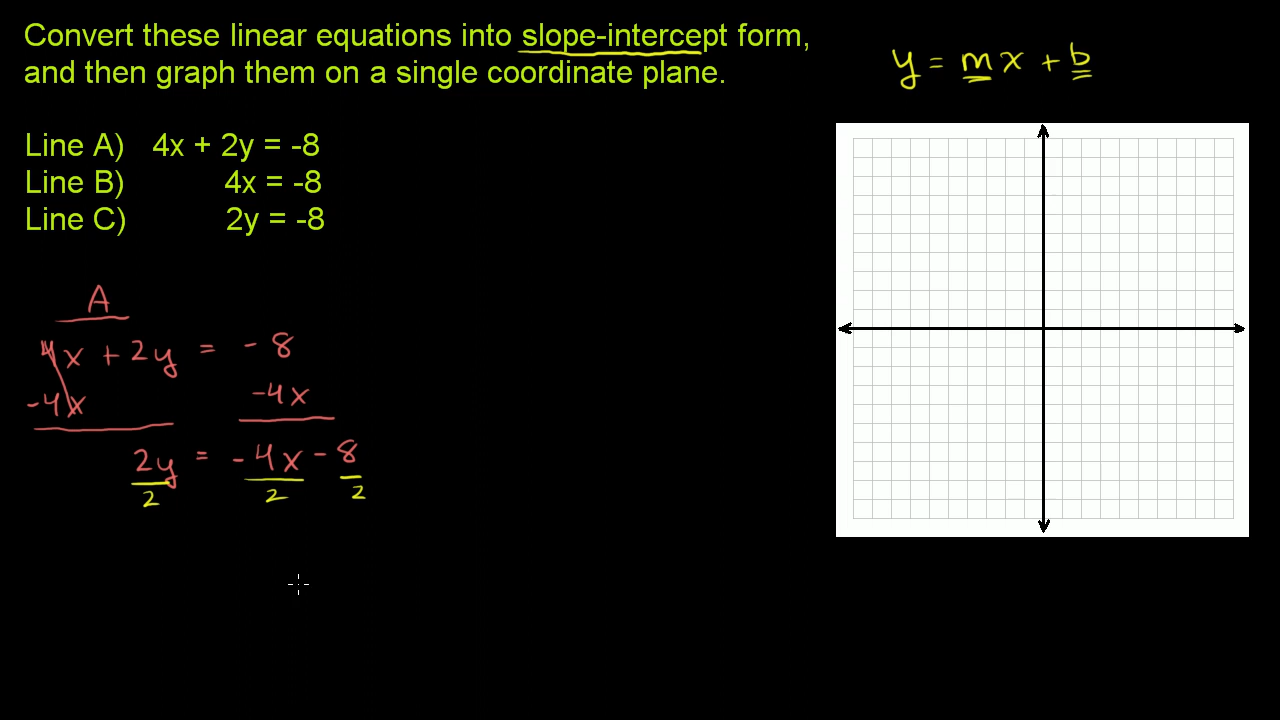 Convert these linear equations into slope-intercept form,
and then graph them on a single coordinate plane.
y = mx + b
Line A) 4x + 2y = -8
Line B) 4x = -8
Line C) 2y = -8
A
4x + 2y = - 8
-4x -4x
2y = - 4x - 8
2 2 2